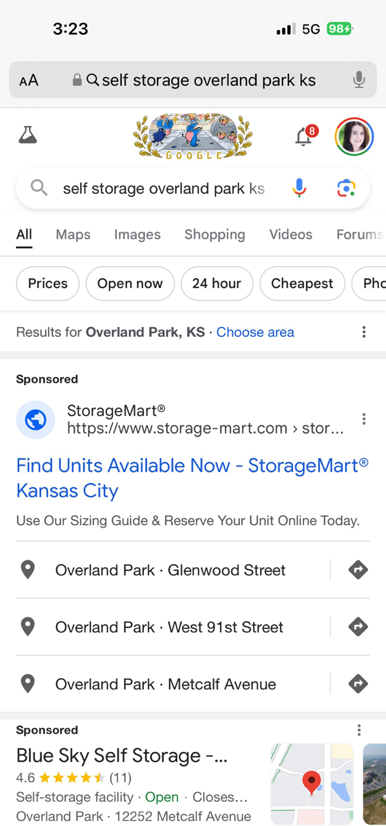 3:23
5G 98
AA self storage overland park ks
GOOGLE
8
self storage overland park ks
All Maps Images Shopping Videos Forums
Prices Open now 24 hour Cheapest Pho
Results for Overland Park, KS · Choose area
Sponsored
StorageMart®
https://www.storage-mart.com › stor...
Find Units Available Now - StorageMart®
Kansas City
Use Our Sizing Guide & Reserve Your Unit Online Today.
Overland Park · Glenwood Street
Overland Park · West 91st Street
Overland Park · Metcalf Avenue
Sponsored
Blue Sky Self Storage -...
4.6 (11)
Self-storage facility · Open · Closes...
Overland Park · 12252 Metcalf Avenue